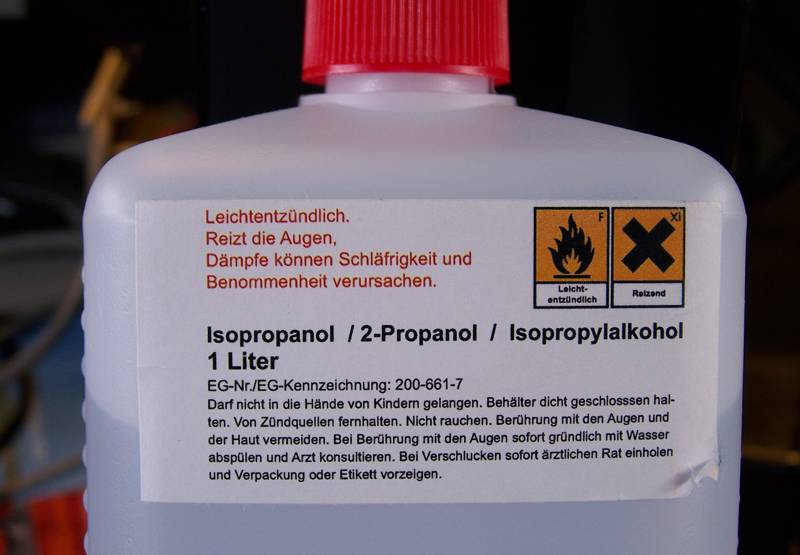 Leichtentzündlich.
Reizt die Augen,
Dämpfe können Schläfrigkeit und
Benommenheit verursachen.
F
Leicht-
entzündlich
Xi
Reizend
Isopropanol / 2-Propanol / Isopropylalkohol
1 Liter
EG-Nr./EG-Kennzeichnung: 200-661-7
Darf nicht in die Hände von Kindern gelangen. Behälter dicht geschlosssen hal-
ten. Von Zündquellen fernhalten. Nicht rauchen. Berührung mit den Augen und
der Haut vermeiden. Bei Berührung mit den Augen sofort gründlich mit Wasser
abspülen und Arzt konsultieren. Bei Verschlucken sofort ärztlichen Rat einholen
und Verpackung oder Etikett vorzeigen.